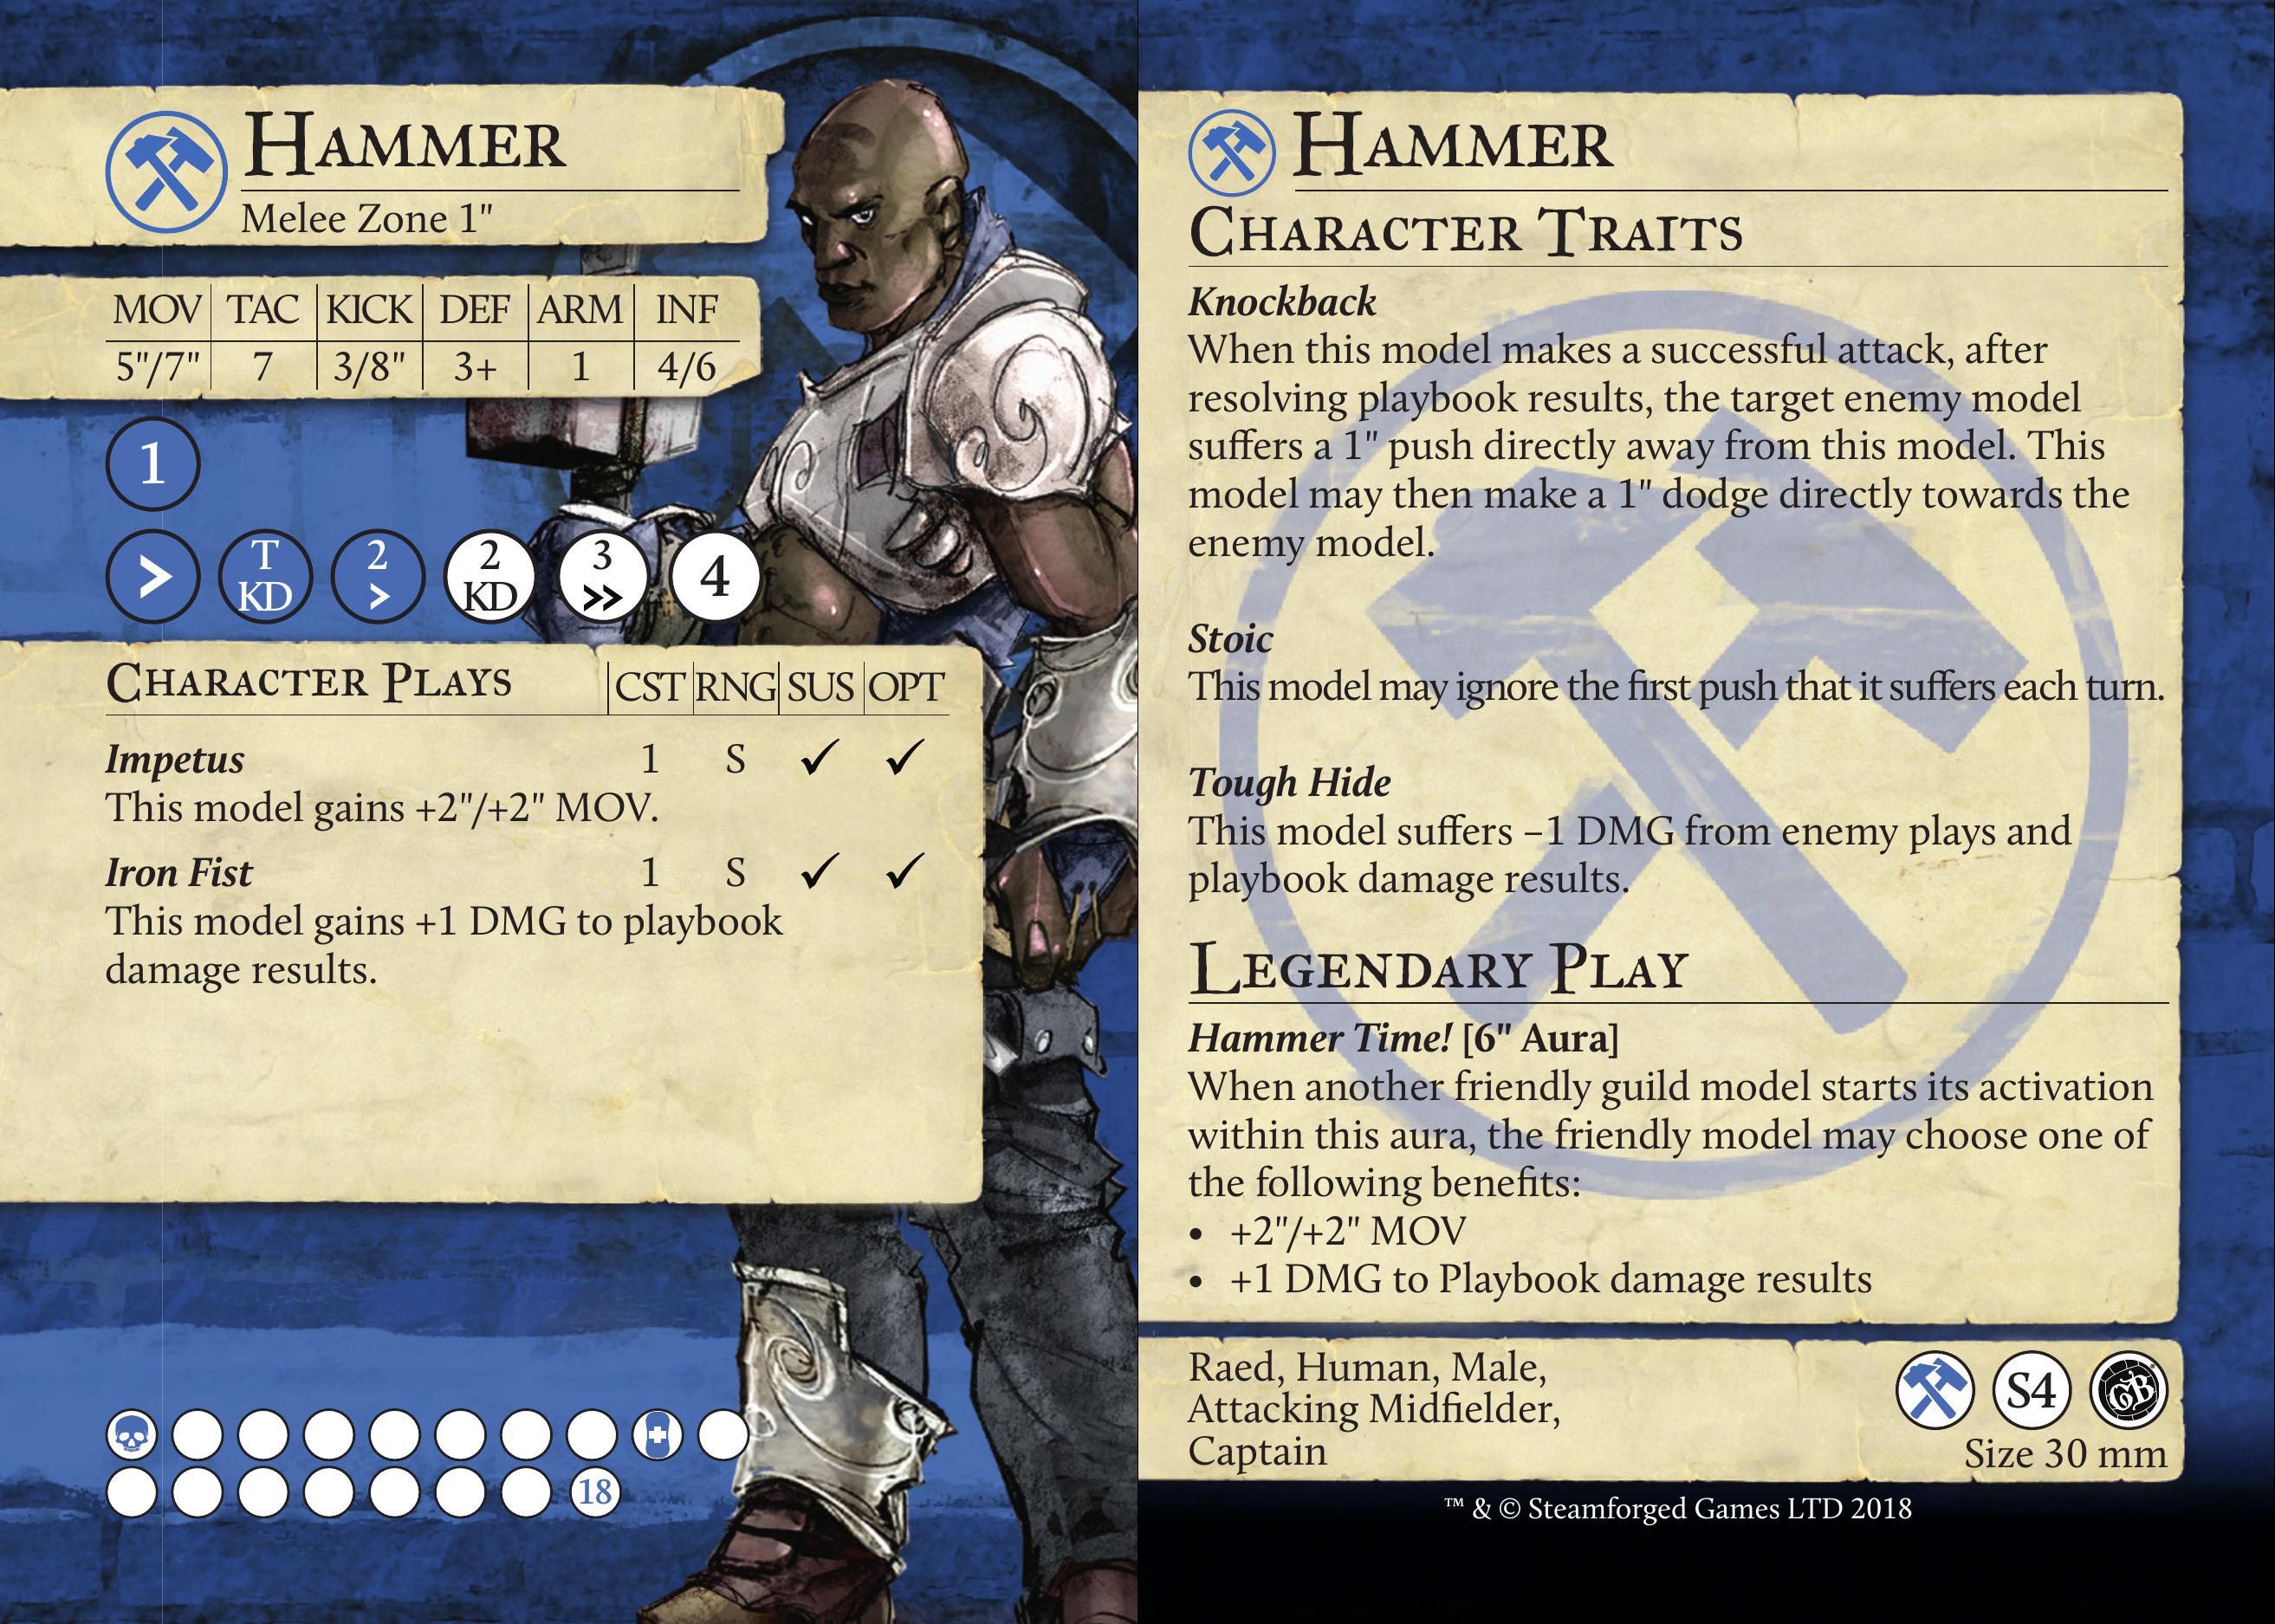 HAMMER
Melee Zone 1"
MOV TAC KICK DEF ARM INF
5"/7" 7 3/8" 3+ 1 4/6
1
> T KD 2 > 2 KD 3 >> 4
CHARACTER PLAYS CST RNG SUS OPT
Impetus 1 S ✓ ✓
This model gains +2"/+2" MOV.
Iron Fist 1 S ✓ ✓
This model gains +1 DMG to playbook
damage results.
18
HAMMER
CHARACTER TRAITS
Knockback
When this model makes a successful attack, after
resolving playbook results, the target enemy model
suffers a 1" push directly away from this model. This
model may then make a 1" dodge directly towards the
enemy model.
Stoic
This model may ignore the first push that it suffers each turn.
Tough Hide
This model suffers –1 DMG from enemy plays and
playbook damage results.
LEGENDARY PLAY
Hammer Time! [6" Aura]
When another friendly guild model starts its activation
within this aura, the friendly model may choose one of
the following benefits:
• +2"/+2" MOV
• +1 DMG to Playbook damage results
Raed, Human, Male,
Attacking Midfielder,
Captain
S4 GB
Size 30 mm
™ & © Steamforged Games LTD 2018